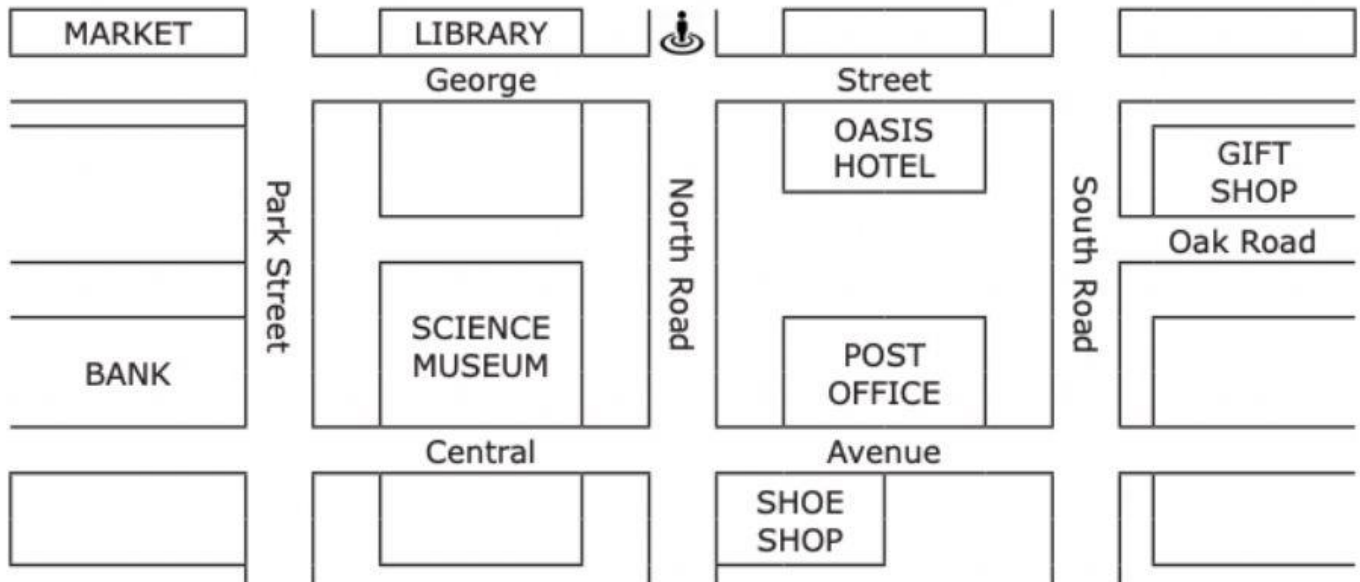 MARKET
LIBRARY
George
Street
OASIS
HOTEL
GIFT
SHOP
Park Street
North Road
South Road
Oak Road
SCIENCE
MUSEUM
BANK
POST
OFFICE
Central
Avenue
SHOE
SHOP